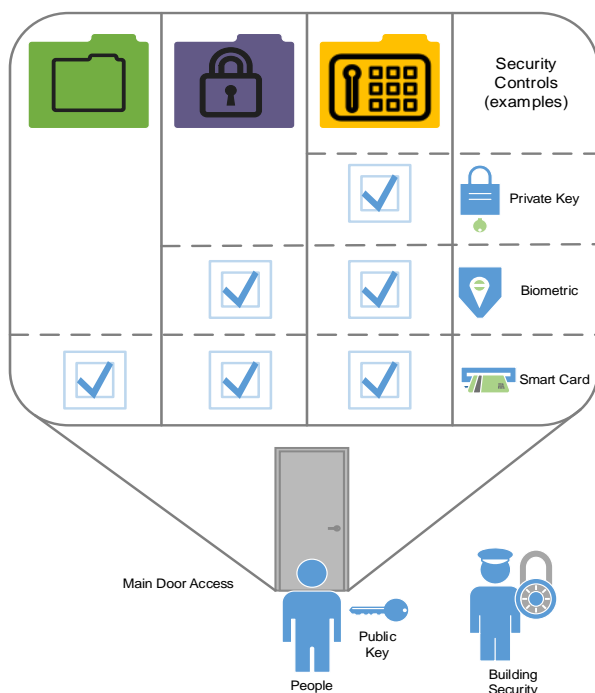 Security
Controls
(examples)
Private Key
Biometric
Smart Card
Main Door Access
Public
Key
People
Building
Security